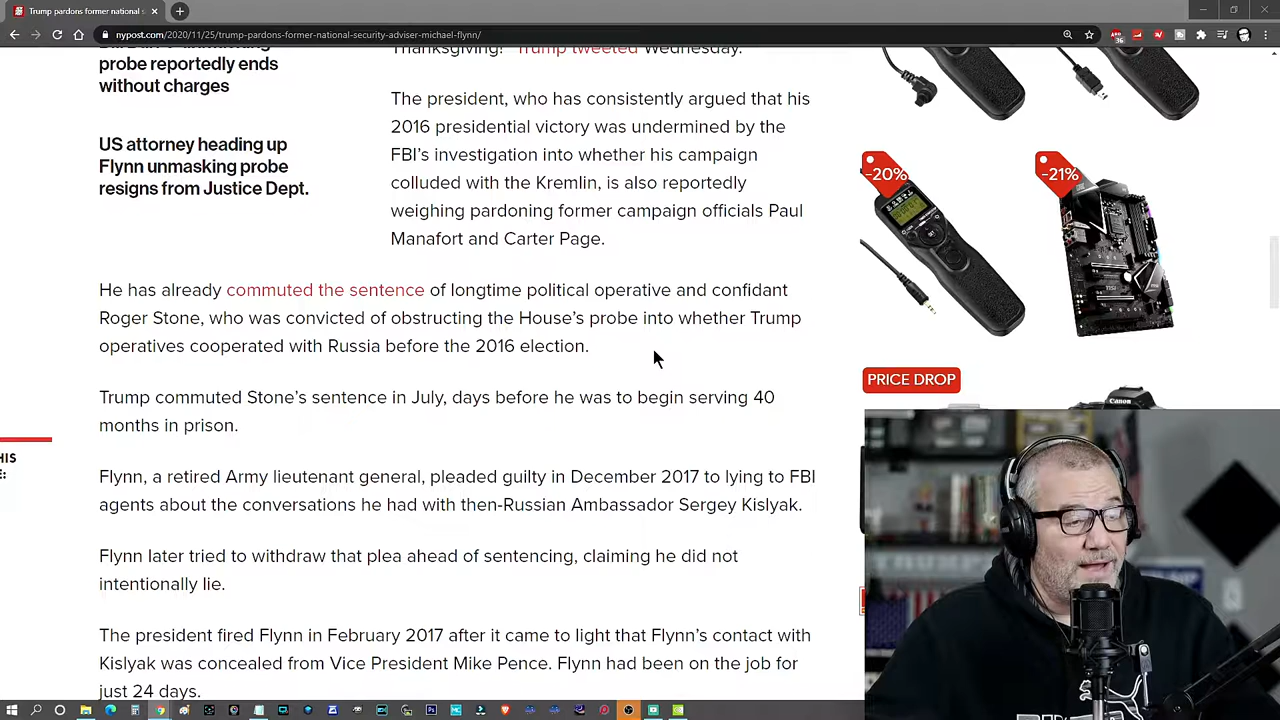 Trump pardons former national s
nypost.com/2020/11/25/trump-pardons-former-national-security-adviser-michael-flynn/
36
probe reportedly ends
without charges
US attorney heading up
Flynn unmasking probe
resigns from Justice Dept.
Thanksgiving!" Trump tweeted Wednesday.
The president, who has consistently argued that his
2016 presidential victory was undermined by the
FBI's investigation into whether his campaign
colluded with the Kremlin, is also reportedly
weighing pardoning former campaign officials Paul
Manafort and Carter Page.
He has already commuted the sentence of longtime political operative and confidant
Roger Stone, who was convicted of obstructing the House's probe into whether Trump
operatives cooperated with Russia before the 2016 election.
Trump commuted Stone's sentence in July, days before he was to begin serving 40
months in prison.
Flynn, a retired Army lieutenant general, pleaded guilty in December 2017 to lying to FBI
agents about the conversations he had with then-Russian Ambassador Sergey Kislyak.
Flynn later tried to withdraw that plea ahead of sentencing, claiming he did not
intentionally lie.
The president fired Flynn in February 2017 after it came to light that Flynn's contact with
Kislyak was concealed from Vice President Mike Pence. Flynn had been on the job for
just 24 days.
HIS
E:
-20%
-21%
PRICE DROP
Canon